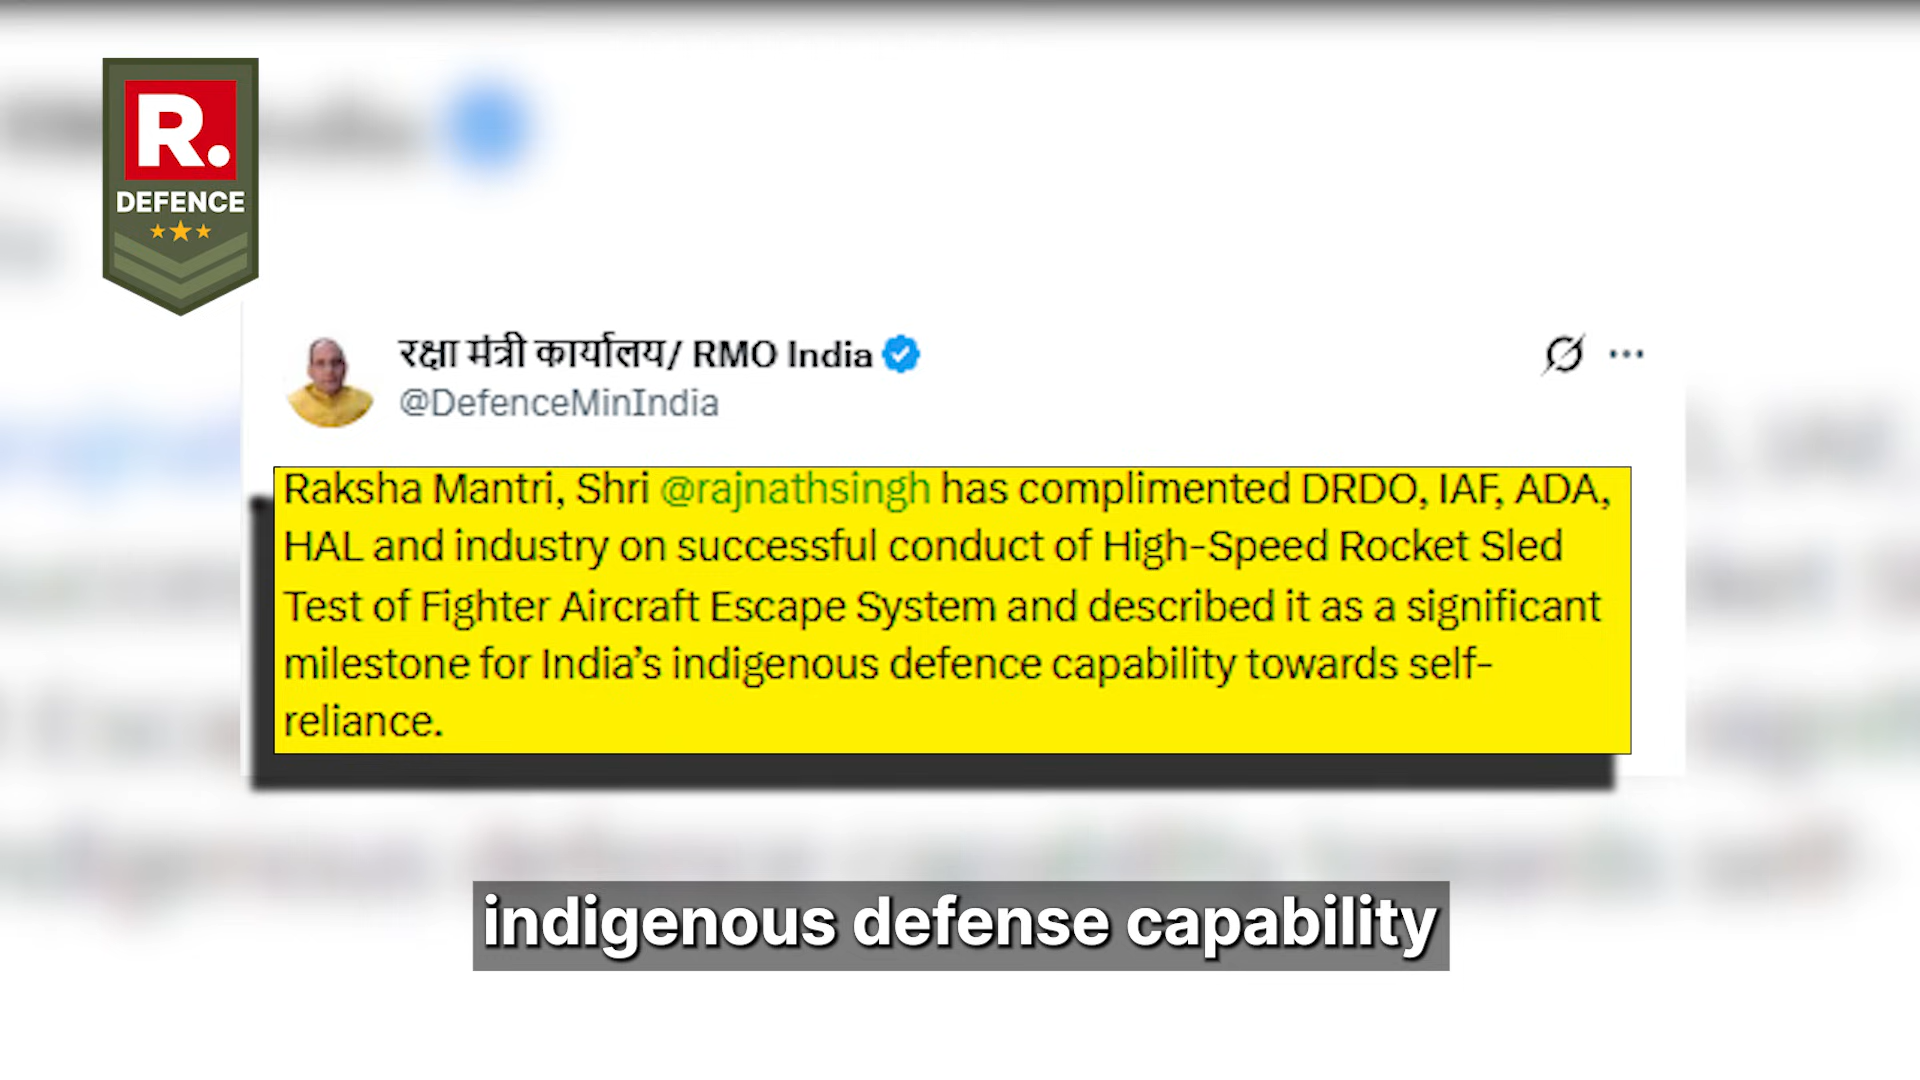 R.
DEFENCE
रक्षा मंत्री कार्यालय/ RMO India
@DefenceMinIndia
Raksha Mantri, Shri @rajnathsingh has complimented DRDO, IAF, ADA,
HAL and industry on successful conduct of High-Speed Rocket Sled
Test of Fighter Aircraft Escape System and described it as a significant
milestone for India’s indigenous defence capability towards self-
reliance.
indigenous defense capability